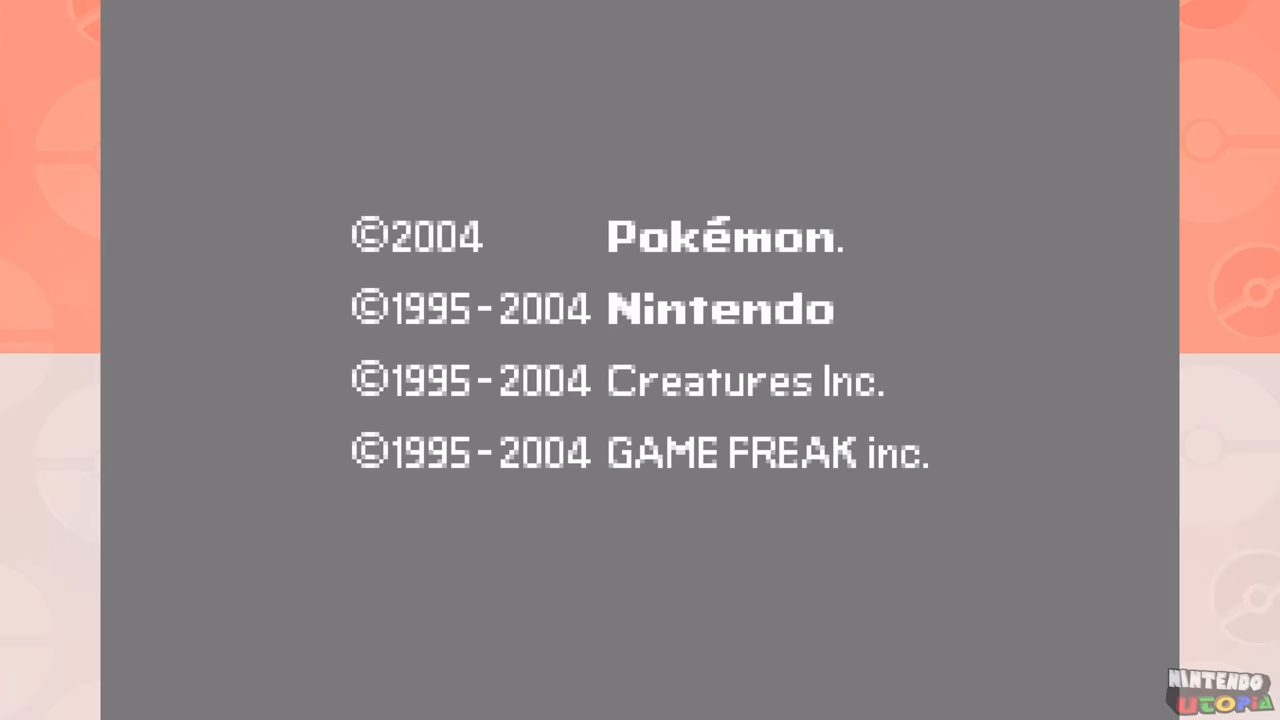 ©2004 Pokémon.
©1995-2004 Nintendo
©1995-2004 Creatures Inc.
©1995-2004 GAME FREAK inc.
NINTENDO
UTOPIA